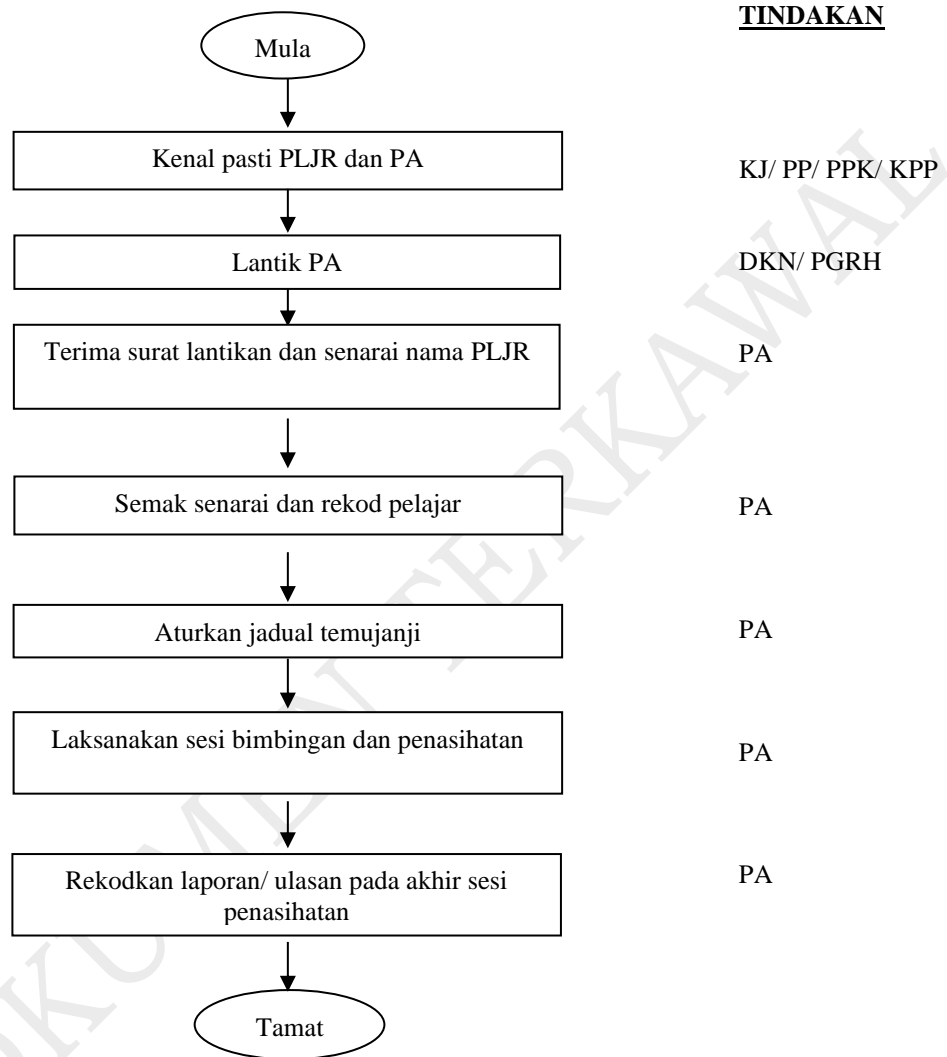 TINDAKAN
Mula
Kenal pasti PLJR dan PA
KJ/ PP/ PPK/ KPP
Lantik PA
DKN/ PGRH
Terima surat lantikan dan senarai nama PLJR
PA
Semak senarai dan rekod pelajar
PA
Aturkan jadual temujanji
PA
Laksanakan sesi bimbingan dan penasihatan
PA
Rekodkan laporan/ ulasan pada akhir sesi
penasihatan
PA
Tamat
DOKUMEN TERKAWAL